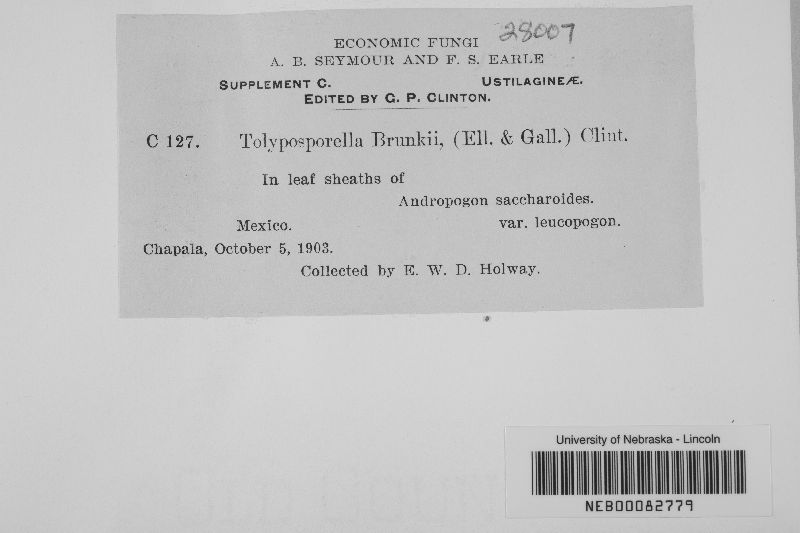 28007
ECONOMIC FUNGI
A. B. SEYMOUR AND F. S. EARLE
SUPPLEMENT C. USTILAGINEÆ.
EDITED BY G. P. CLINTON.
C 127. Tolyposporella Brunkii, (Ell. & Gall.) Clint.
In leaf sheaths of
Andropogon saccharoides.
Mexico. var. leucopogon.
Chapala, October 5, 1903.
Collected by E. W. D. Holway.
University of Nebraska - Lincoln
NEB00082779